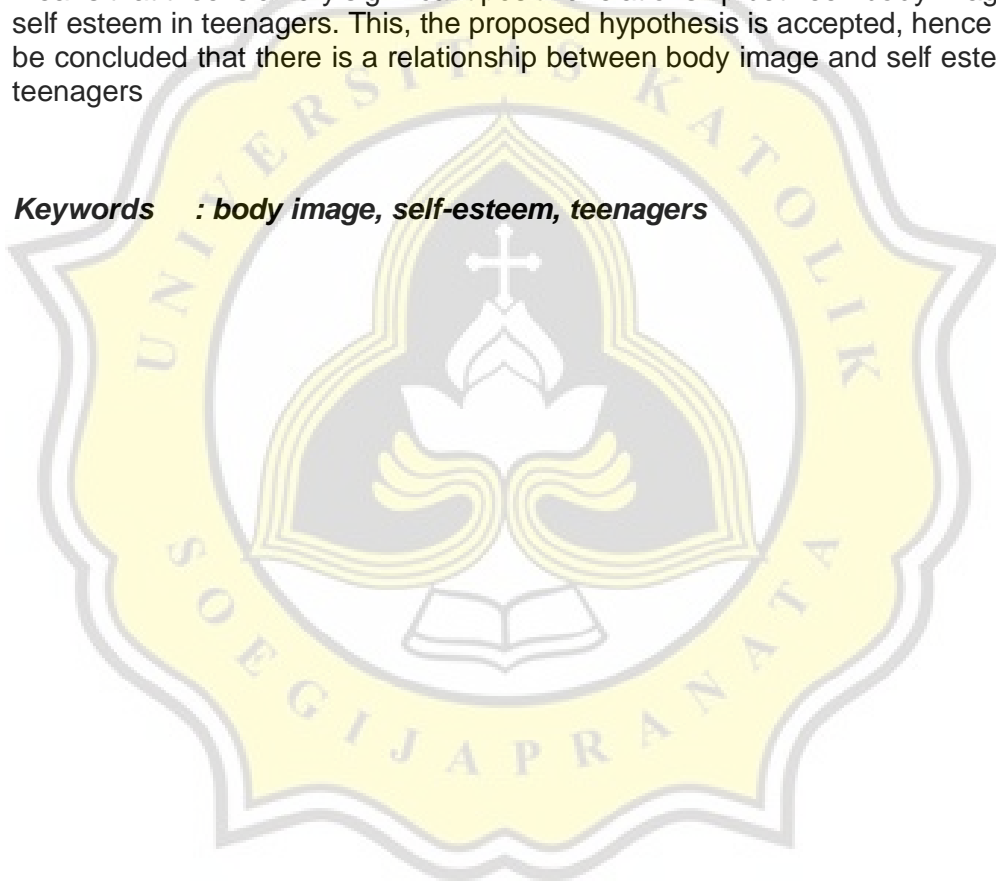 self esteem in teenagers. This, the proposed hypothesis is accepted, hence
be concluded that there is a relationship between body image and self este
teenagers
Keywords : body image, self-esteem, teenagers
UNIVERSITAS KATOLIK
SOEGIJAPRANATA